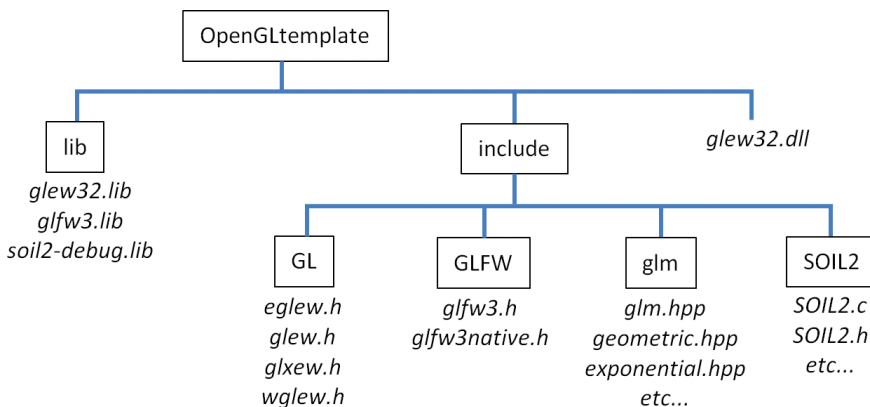 OpenGLtemplate
lib
glew32.lib
glfw3.lib
soil2-debug.lib
include
glew32.dll
GL
eglew.h
glew.h
glxew.h
wglew.h
GLFW
glfw3.h
glfw3native.h
glm
glm.hpp
geometric.hpp
exponential.hpp
etc...
SOIL2
SOIL2.c
SOIL2.h
etc...